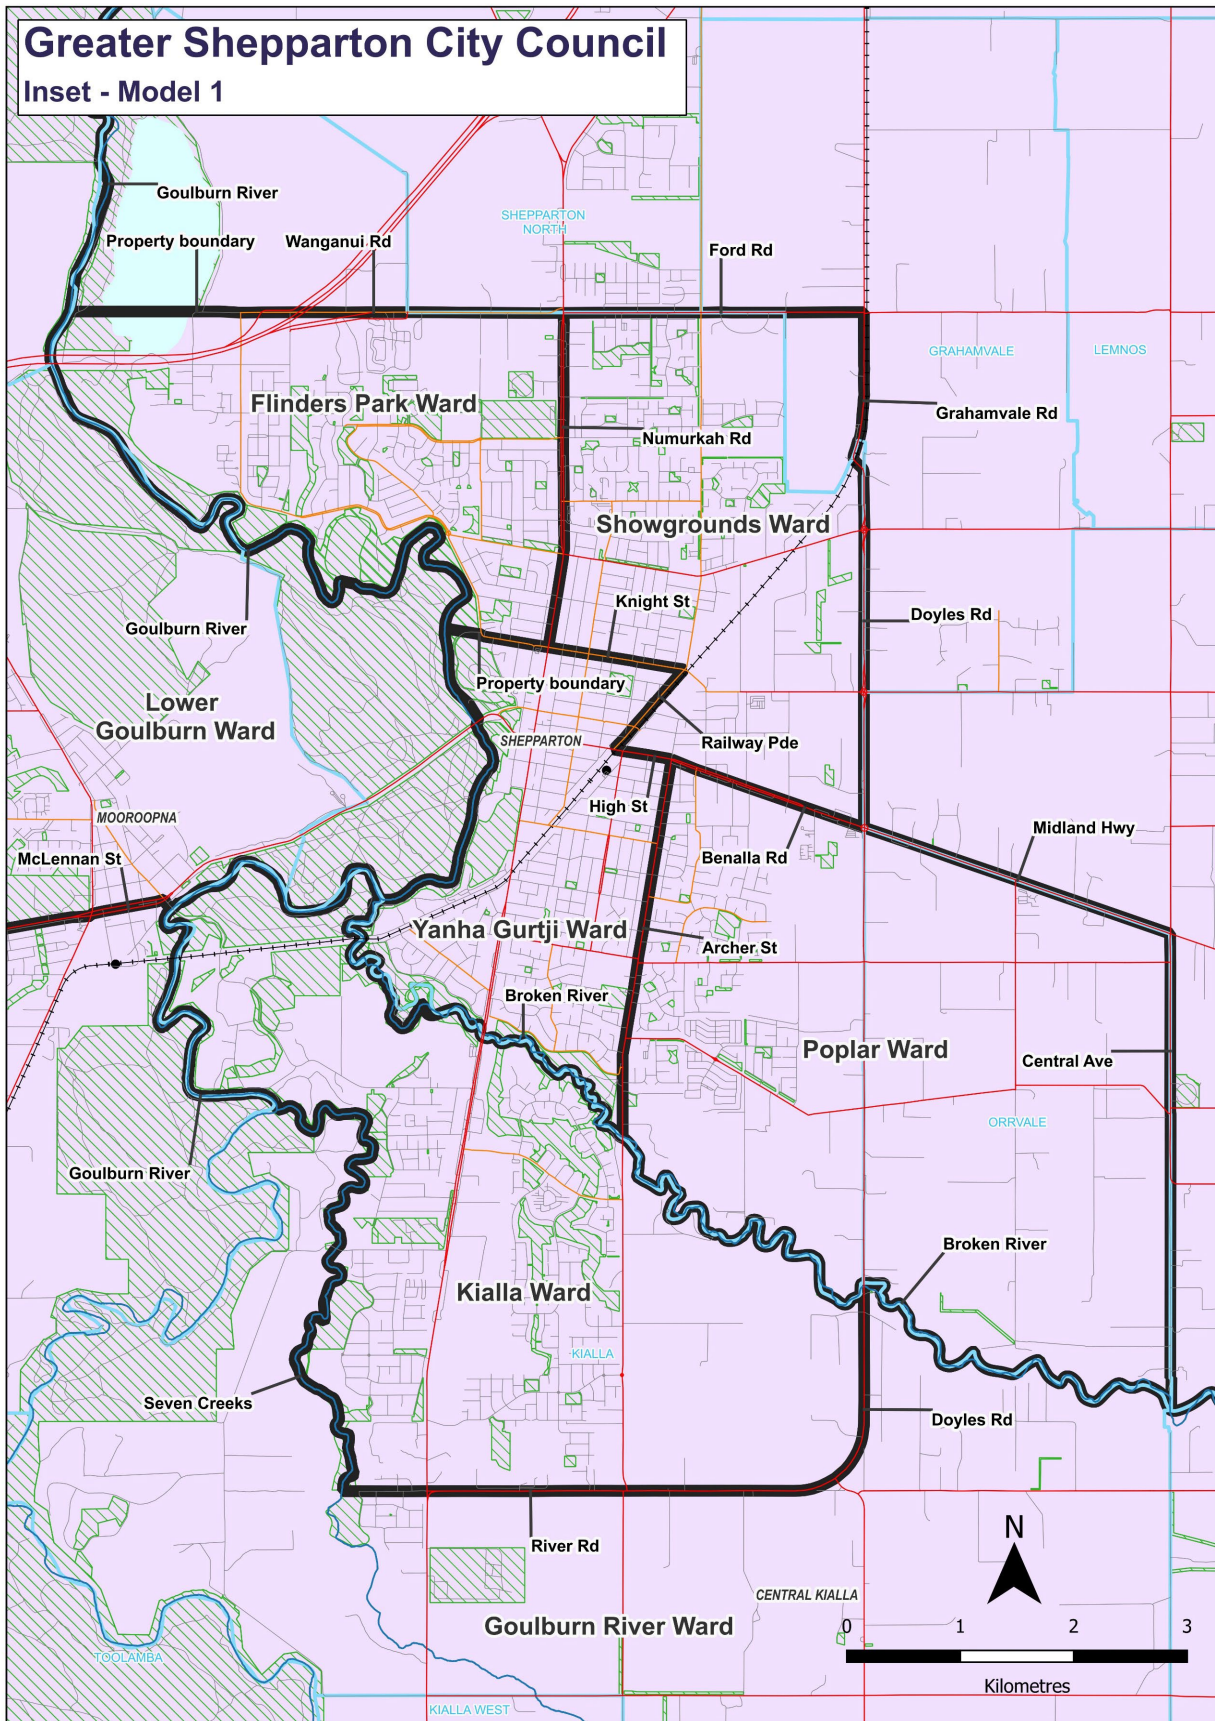 Greater Shepparton City Council
Inset - Model 1
Goulburn River
Property boundary
Wanganui Rd
SHEPPARTON
NORTH
Ford Rd
GRAHAMVALE
LEMNOS
Flinders Park Ward
Grahamvale Rd
Numurkah Rd
Showgrounds Ward
Knight St
Doyles Rd
Goulburn River
Property boundary
Lower
Goulburn Ward
SHEPPARTON
Railway Pde
High St
MOOROOPNA
Midland Hwy
McLennan St
Benalla Rd
Yanha Gurtji Ward
Archer St
Broken River
Poplar Ward
Central Ave
ORRVALE
Goulburn River
Broken River
Kialla Ward
KIALLA
Seven Creeks
Doyles Rd
N
River Rd
CENTRAL KIALLA
Goulburn River Ward
0 1 2 3
Kilometres
TOOLAMBA
KIALLA WEST